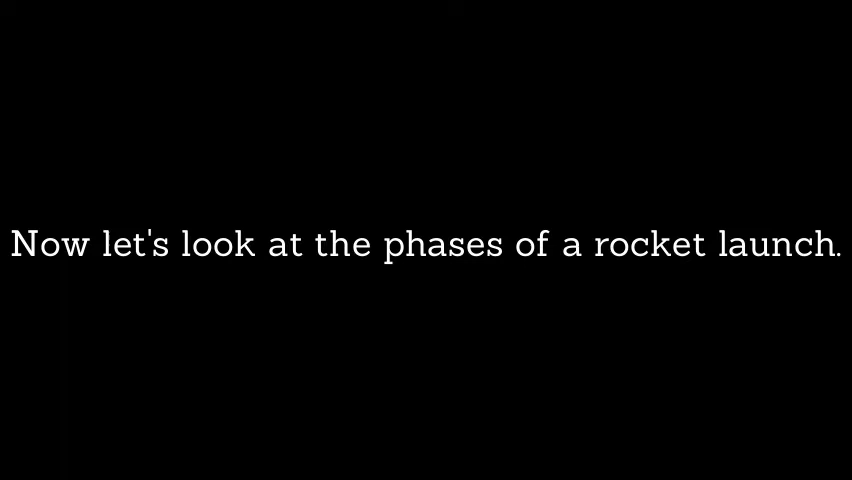 Now let's look at the phases of a rocket launch.